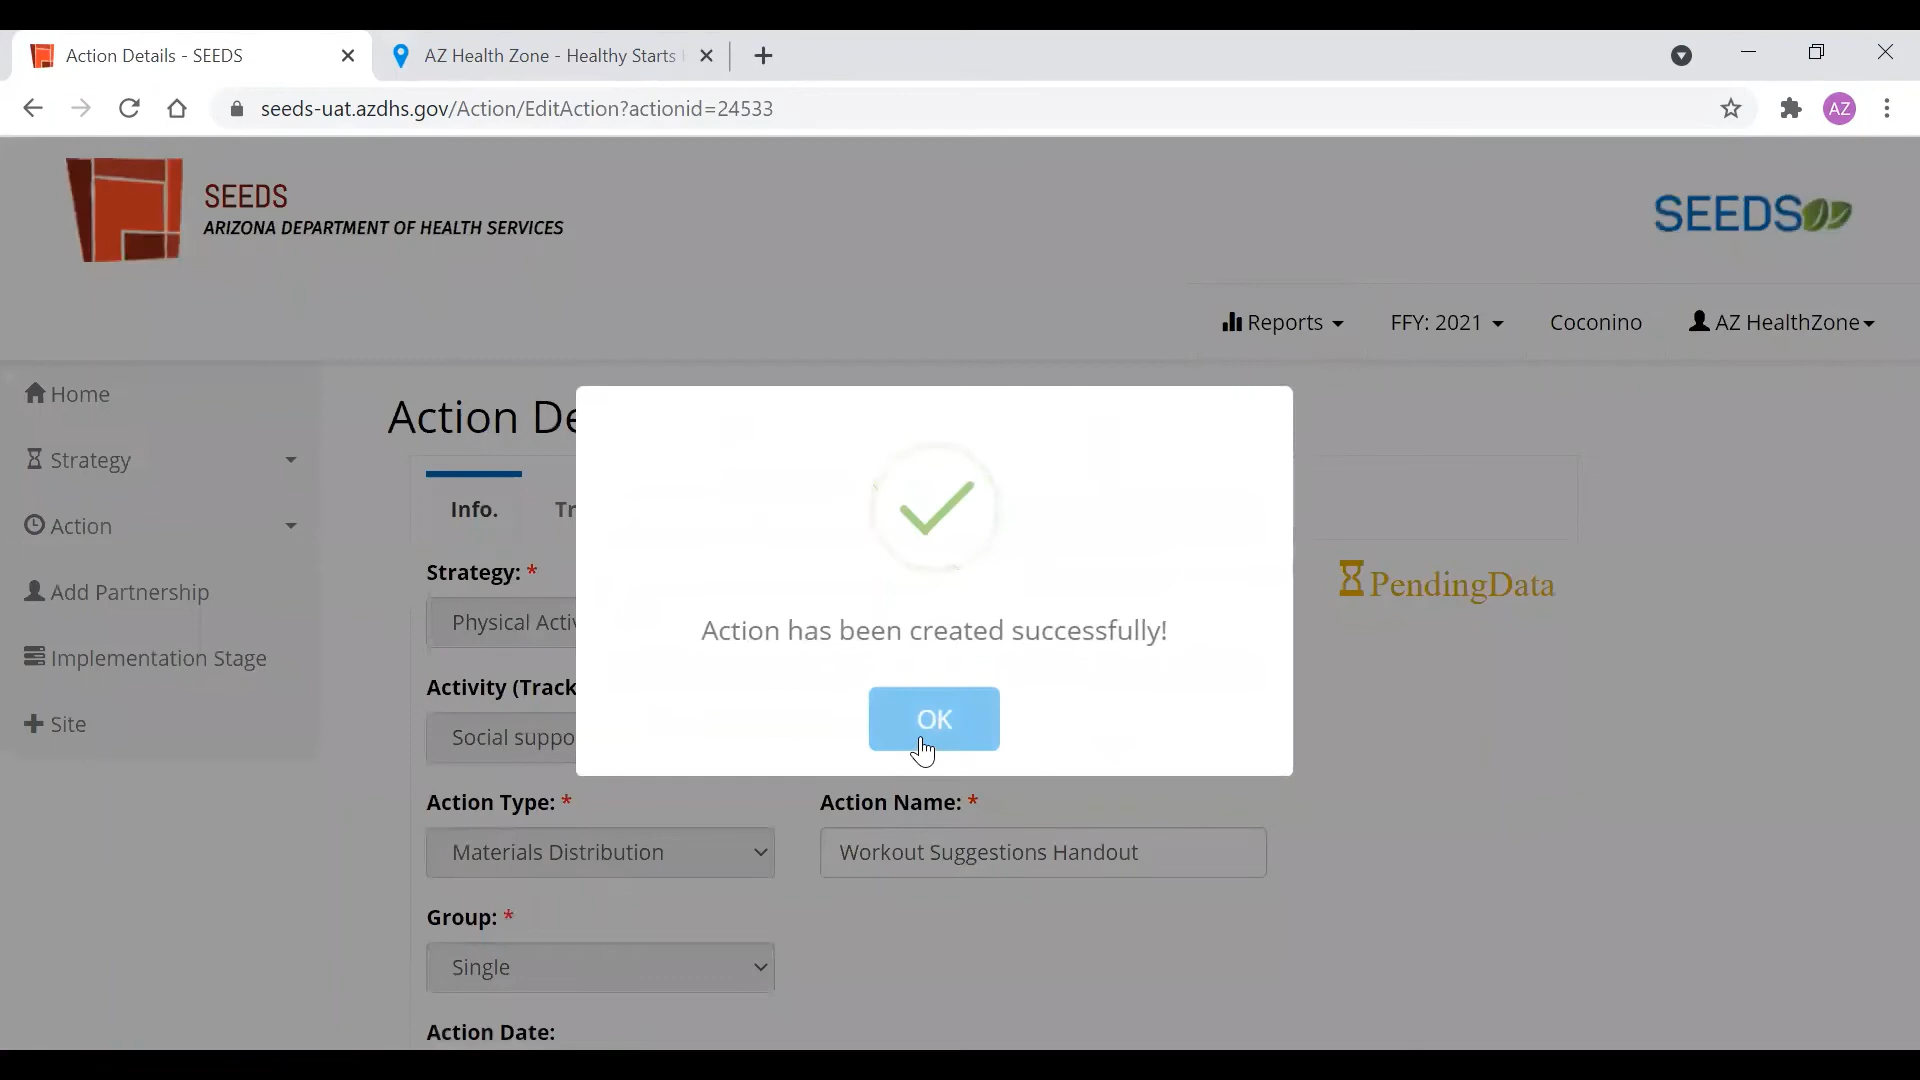 Action Details - SEEDS
AZ Health Zone - Healthy Starts
seeds-uat.azdhs.gov/Action/EditAction?actionid=24533
AZ
SEEDS
ARIZONA DEPARTMENT OF HEALTH SERVICES
SEEDS
Reports
FFY: 2021
Coconino
AZ HealthZone
Home
Strategy
Action
Add Partnership
Implementation Stage
Site
Action De
Info.
Tr
Strategy: *
Physical Activ
PendingData
Activity (Track
Social suppo
Action has been created successfully!
OK
Action Type: *
Action Name: *
Materials Distribution
Workout Suggestions Handout
Group: *
Single
Action Date: